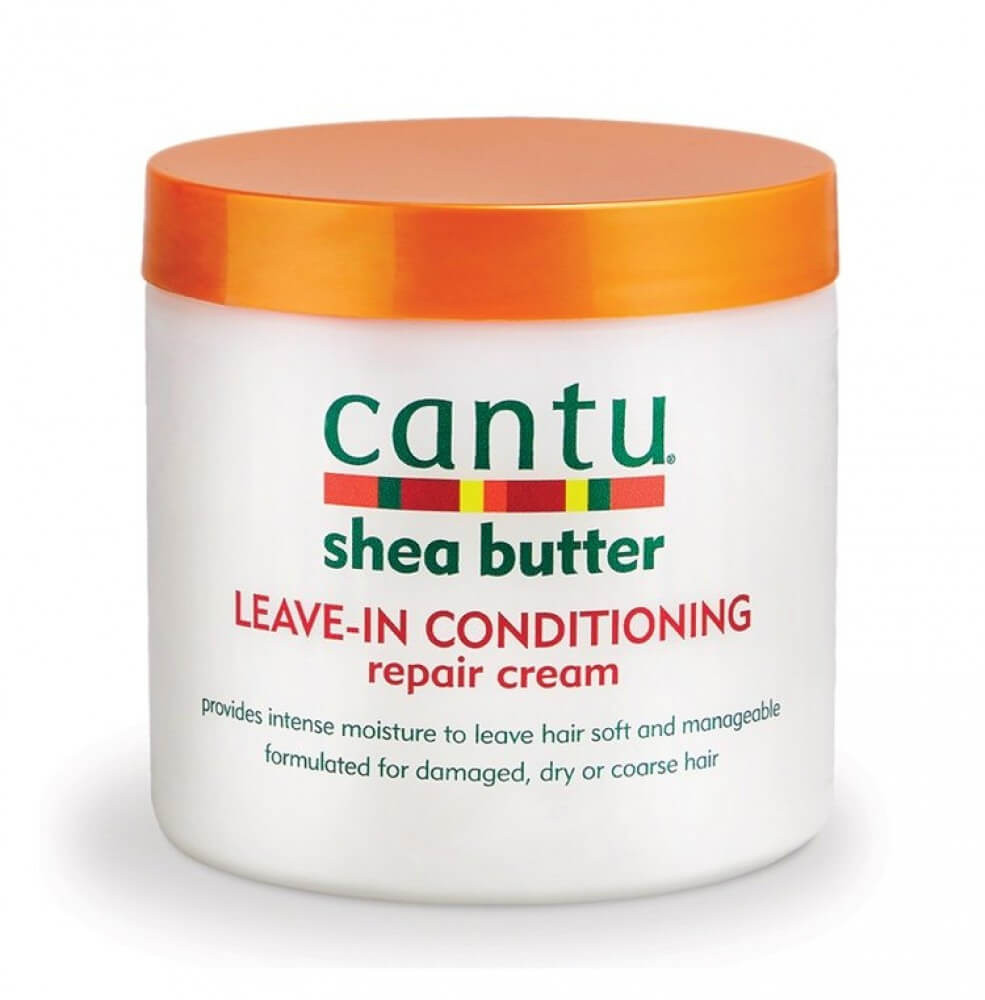 cantu®
shea butter
LEAVE-IN CONDITIONING
repair cream
provides intense moisture to leave hair soft and manageable
formulated for damaged, dry or coarse hair